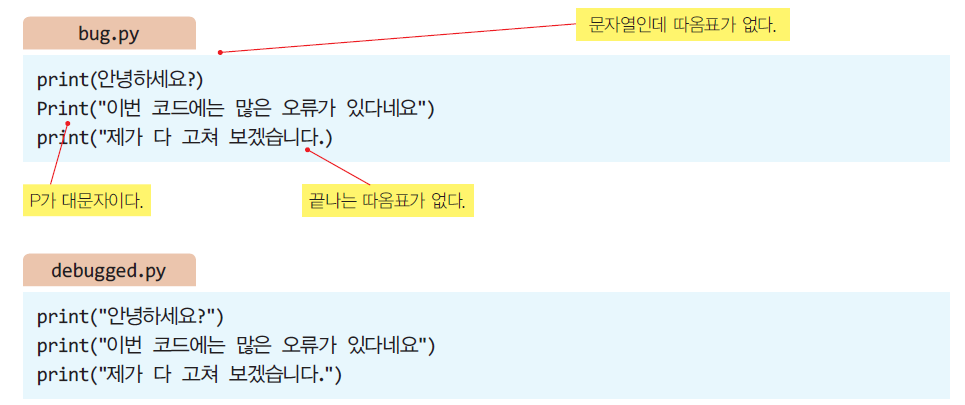 문자열인데 따옴표가 없다.
bug.py
print(안녕하세요?)
Print("이번 코드에는 많은 오류가 있다네요")
print("제가 다 고쳐 보겠습니다.)
P가 대문자이다.
끝나는 따옴표가 없다.
debugged.py
print("안녕하세요?")
print("이번 코드에는 많은 오류가 있다네요")
print("제가 다 고쳐 보겠습니다.")